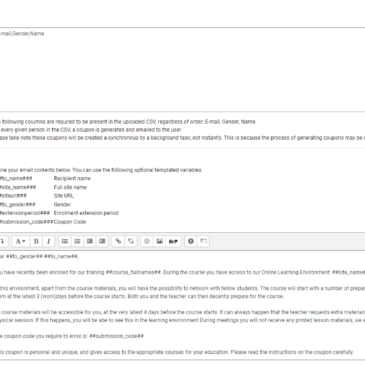 -mail,Gender,Name
following columns are required to be present in the uploaded CSV, regardless of order: E-mail, Gender, Name.
every given person in the CSV, a coupon is generated and emailed to the user.
ase take note these coupons will be created a-synchronous by a background task; not instantly. This is because the process of generating coupons may be
your email contents below. You can use the following optional templated variables:
##to_name### Recipient name
##site_name### Full site name
##siteurl### Site URL
##to_gender### Gender
##extensionperiod### Enrolment extension period
##submission_code### Coupon Code
A B I
ar ##to_gender## ##to_name##,
u have recently been enrolled for our training ##course_fullnames##. During the course you have access to our Online Learning Environment: ##site_name
this environment, apart from the course materials, you will have the possibility to network with fellow students. The course will start with a number of
m at the latest 3 (work)days before the course starts. Both you and the teacher can then decently prepare for the course.
course materials will be accessible for you, at the very latest 4 days before the course starts. It can always happen that the teacher requests extra
ysical session. If this happens, you will be able to see this in the learning environment During meetings you will not receive any printed lesson materials, we
e coupon code you require to enrol is: ##submission_code##
is coupon is personal and unique, and gives access to the appropriate courses for your education. Please read the instructions on the coupon carefully.